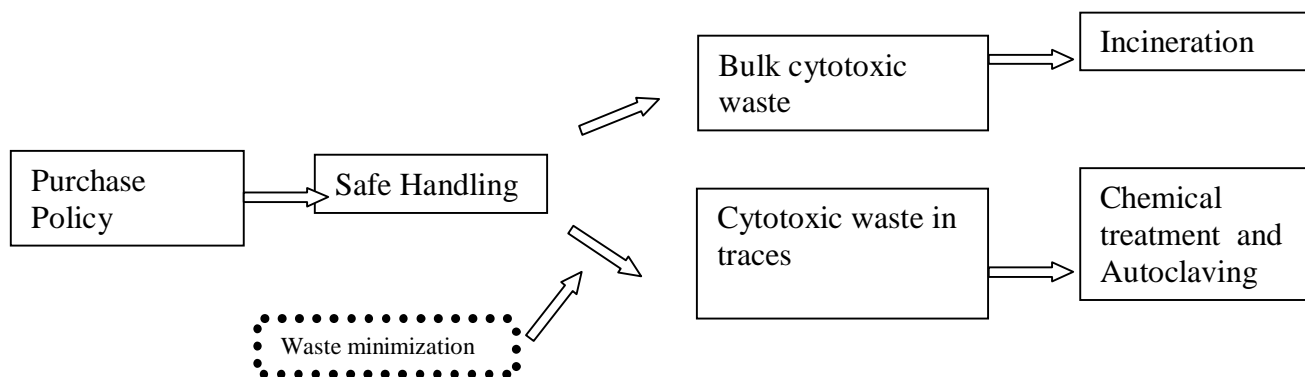 Purchase
Policy
Safe Handling
Waste minimization
Bulk cytotoxic
waste
Incineration
Cytotoxic waste in
traces
Chemical
treatment and
Autoclaving